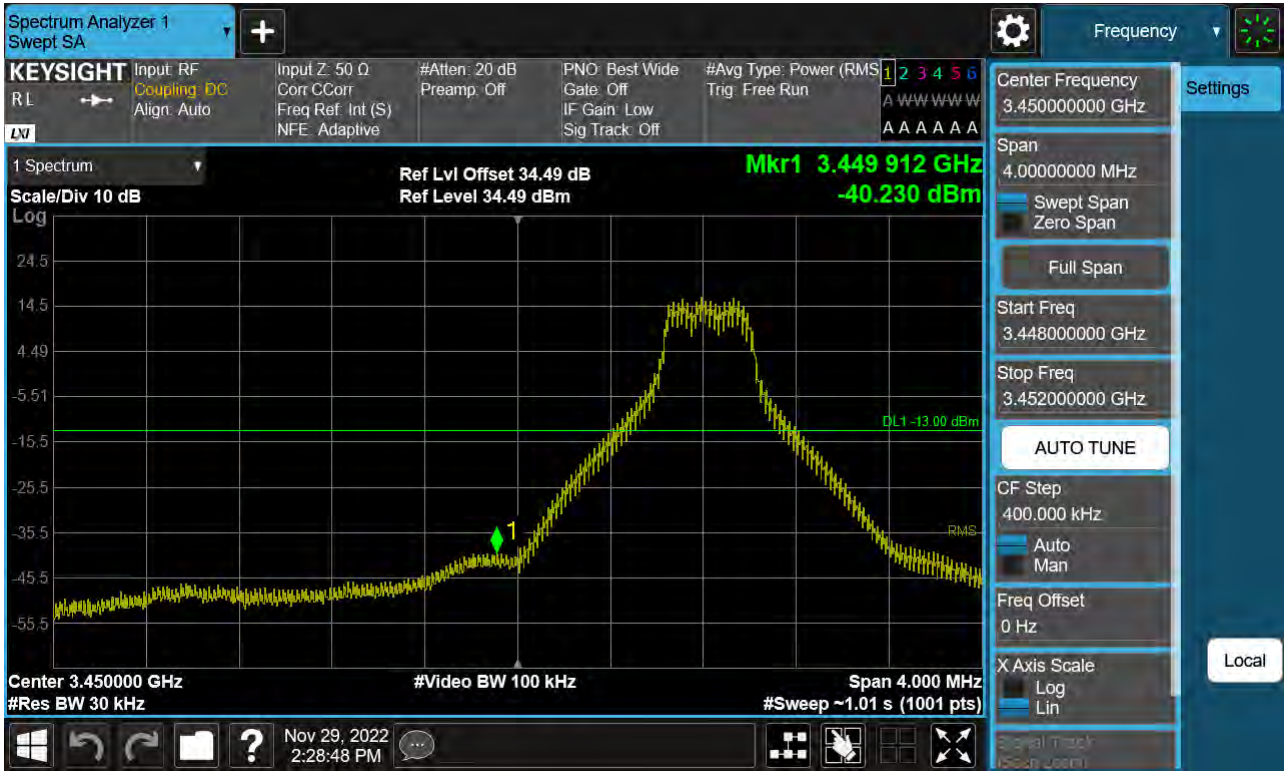 Spectrum Analyzer 1
Swept SA
+
Frequency
KEYSIGHT
RL
LXI
Input: RF
Coupling: DC
Align: Auto
Input Z: 50 Ω
Corr CCorr
Freq Ref: Int (S)
NFE: Adaptive
#Atten: 20 dB
Preamp: Off
PNO: Best Wide
Gate: Off
IF Gain: Low
Sig Track: Off
#Avg Type: Power (RMS
Trig: Free Run
1 2 3 4 5 6
A W W W W W
A A A A A A
1 Spectrum
Scale/Div 10 dB
Log
Ref Lvl Offset 34.49 dB
Ref Level 34.49 dBm
Mkr1 3.449 912 GHz
-40.230 dBm
24.5
14.5
4.49
-5.51
-15.5
-25.5
-35.5
-45.5
-55.5
DL1 -13.00 dBm
RMS
1
Center 3.450000 GHz
#Res BW 30 kHz
#Video BW 100 kHz
Span 4.000 MHz
#Sweep ~1.01 s (1001 pts)
Center Frequency
3.450000000 GHz
Settings
Span
4.00000000 MHz
Swept Span
Zero Span
Full Span
Start Freq
3.448000000 GHz
Stop Freq
3.452000000 GHz
AUTO TUNE
CF Step
400.000 kHz
Auto
Man
Freq Offset
0 Hz
X Axis Scale
Log
Lin
Signal Track
(Span Zoom)
Local
?
Nov 29, 2022
2:28:48 PM